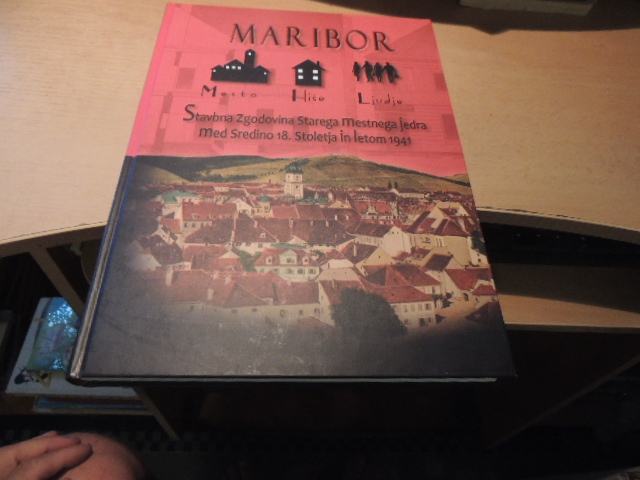 MARIBOR
Mesto Hiše Ljudje
Stavbna Zgodovina Starega mestnega jedra
med Sredino 18. Stoletja in letom 1941